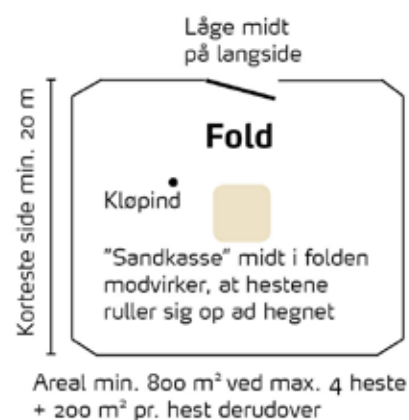 Låge midt
på langside
Fold
Korteste side min. 20 m
Kløpind
"Sandkasse" midt i folden
modvirker, at hestene
ruller sig op ad hegnet
Areal min. 800 m² ved max. 4 heste
+ 200 m² pr. hest derudover